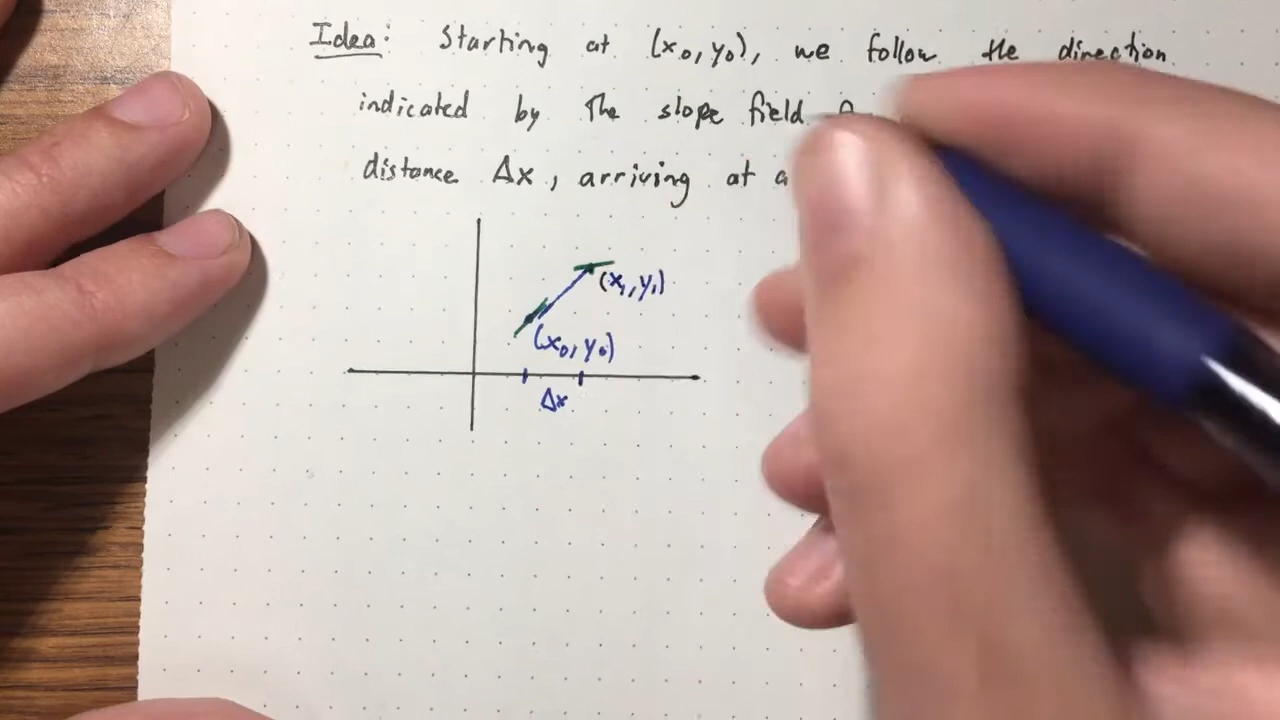 Idea: Starting at (x₀, y₀), we follow the direction
indicated by the slope field
distance Δx, arriving at a
(x₁, y₁)
(x₀, y₀)
Δx